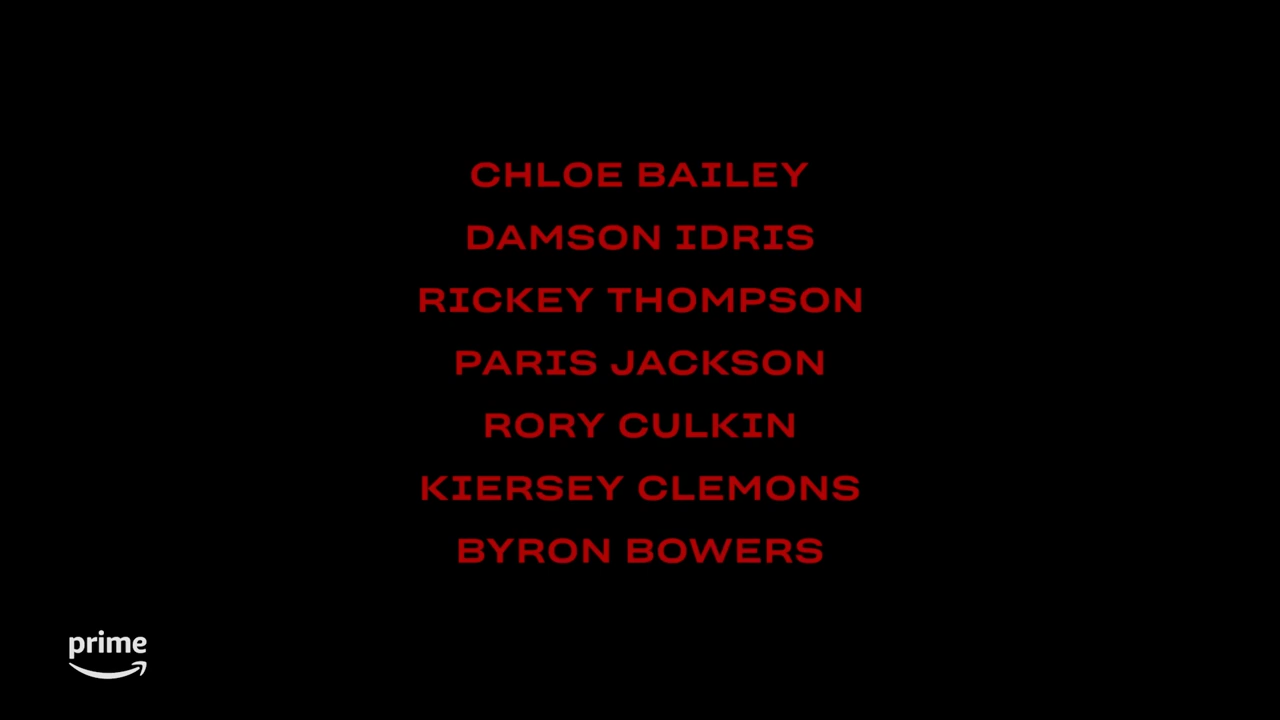 CHLOE BAILEY
DAMSON IDRIS
RICKEY THOMPSON
PARIS JACKSON
RORY CULKIN
KIERSEY CLEMONS
BYRON BOWERS
prime